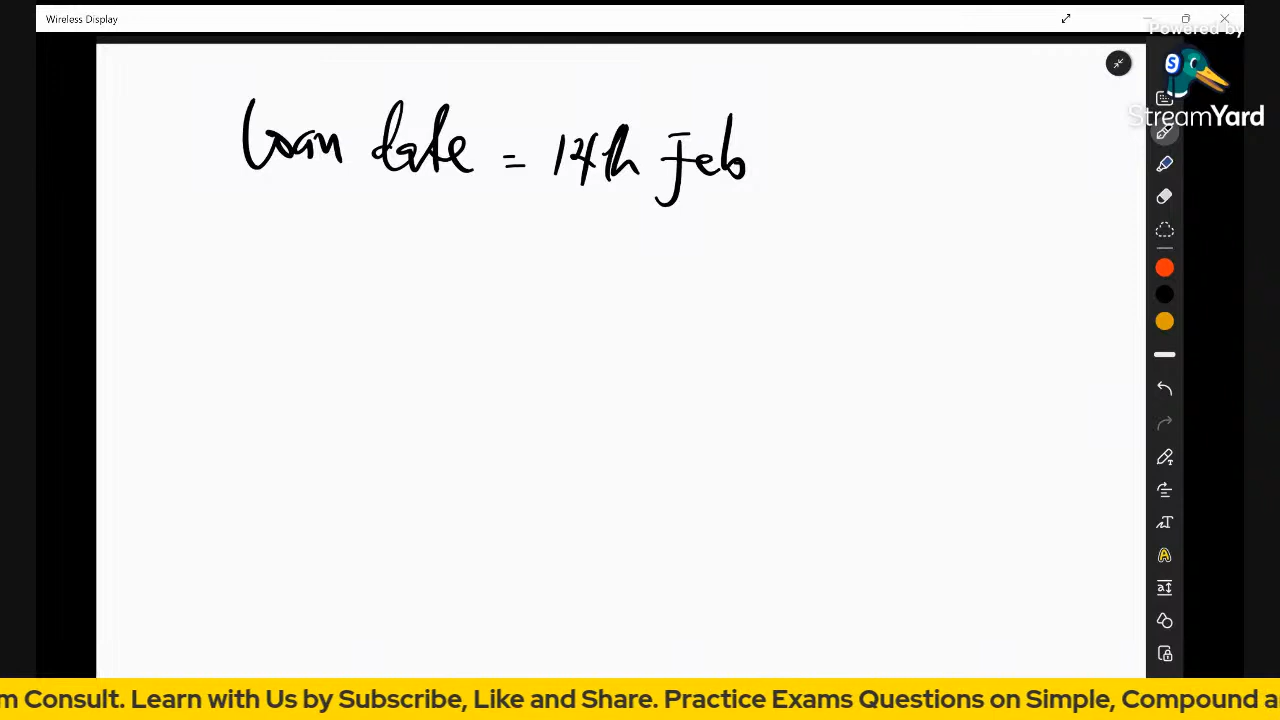 Wireless Display
Powered by
StreamYard
Loan date = 14th Feb
m Consult. Learn with Us by Subscribe, Like and Share. Practice Exams Questions on Simple, Compound a